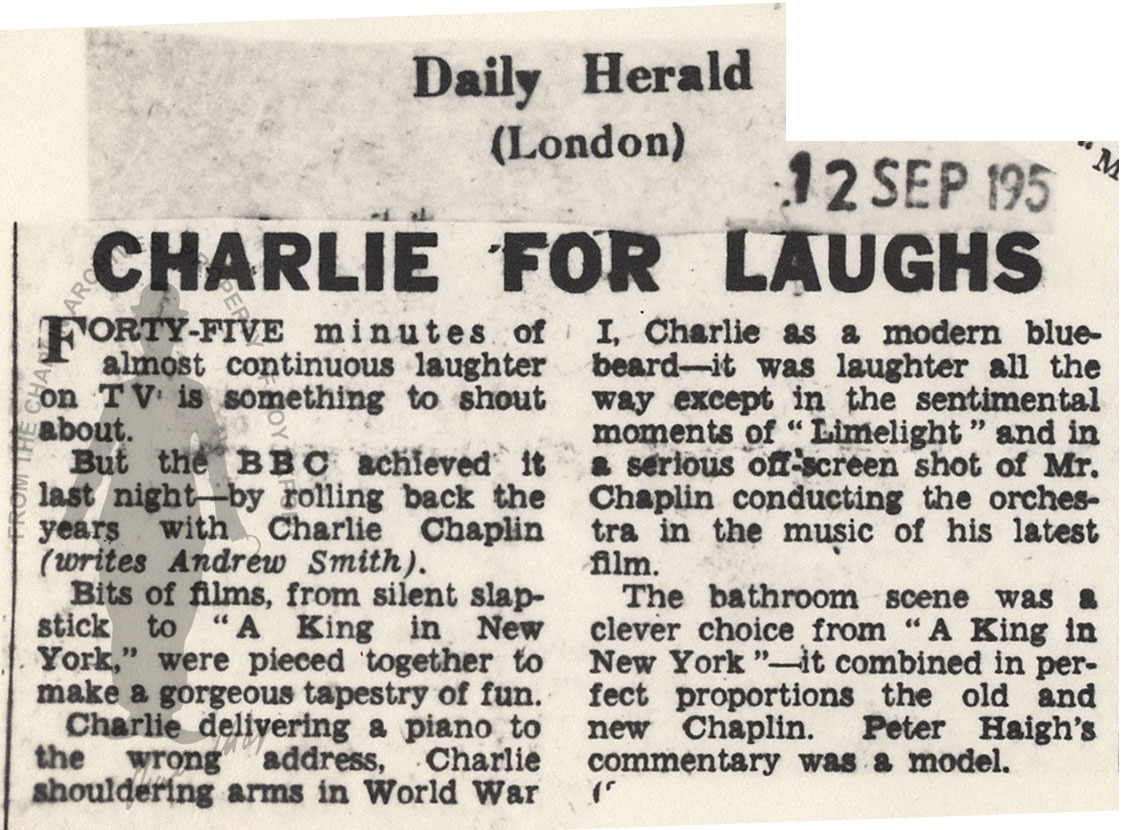 Daily Herald
(London)
12 SEP 195
"M
CHARLIE FOR LAUGHS
FORTY-FIVE minutes of
almost continuous laughter
on TV is something to shout
about.
But the BBC achieved it
last night—by rolling back the
years with Charlie Chaplin
(writes Andrew Smith).
Bits of films, from silent slap-
stick to "A King in New
York," were pieced together to
make a gorgeous tapestry of fun.
Charlie delivering a piano to
the wrong address, Charlie
shouldering arms in World War
I, Charlie as a modern blue-
beard—it was laughter all the
way except in the sentimental
moments of "Limelight" and in
a serious off-screen shot of Mr.
Chaplin conducting the orches-
tra in the music of his latest
film.
The bathroom scene was a
clever choice from "A King in
New York"—it combined in per-
fect proportions the old and
new Chaplin. Peter Haigh's
commentary was a model.
FROM THE